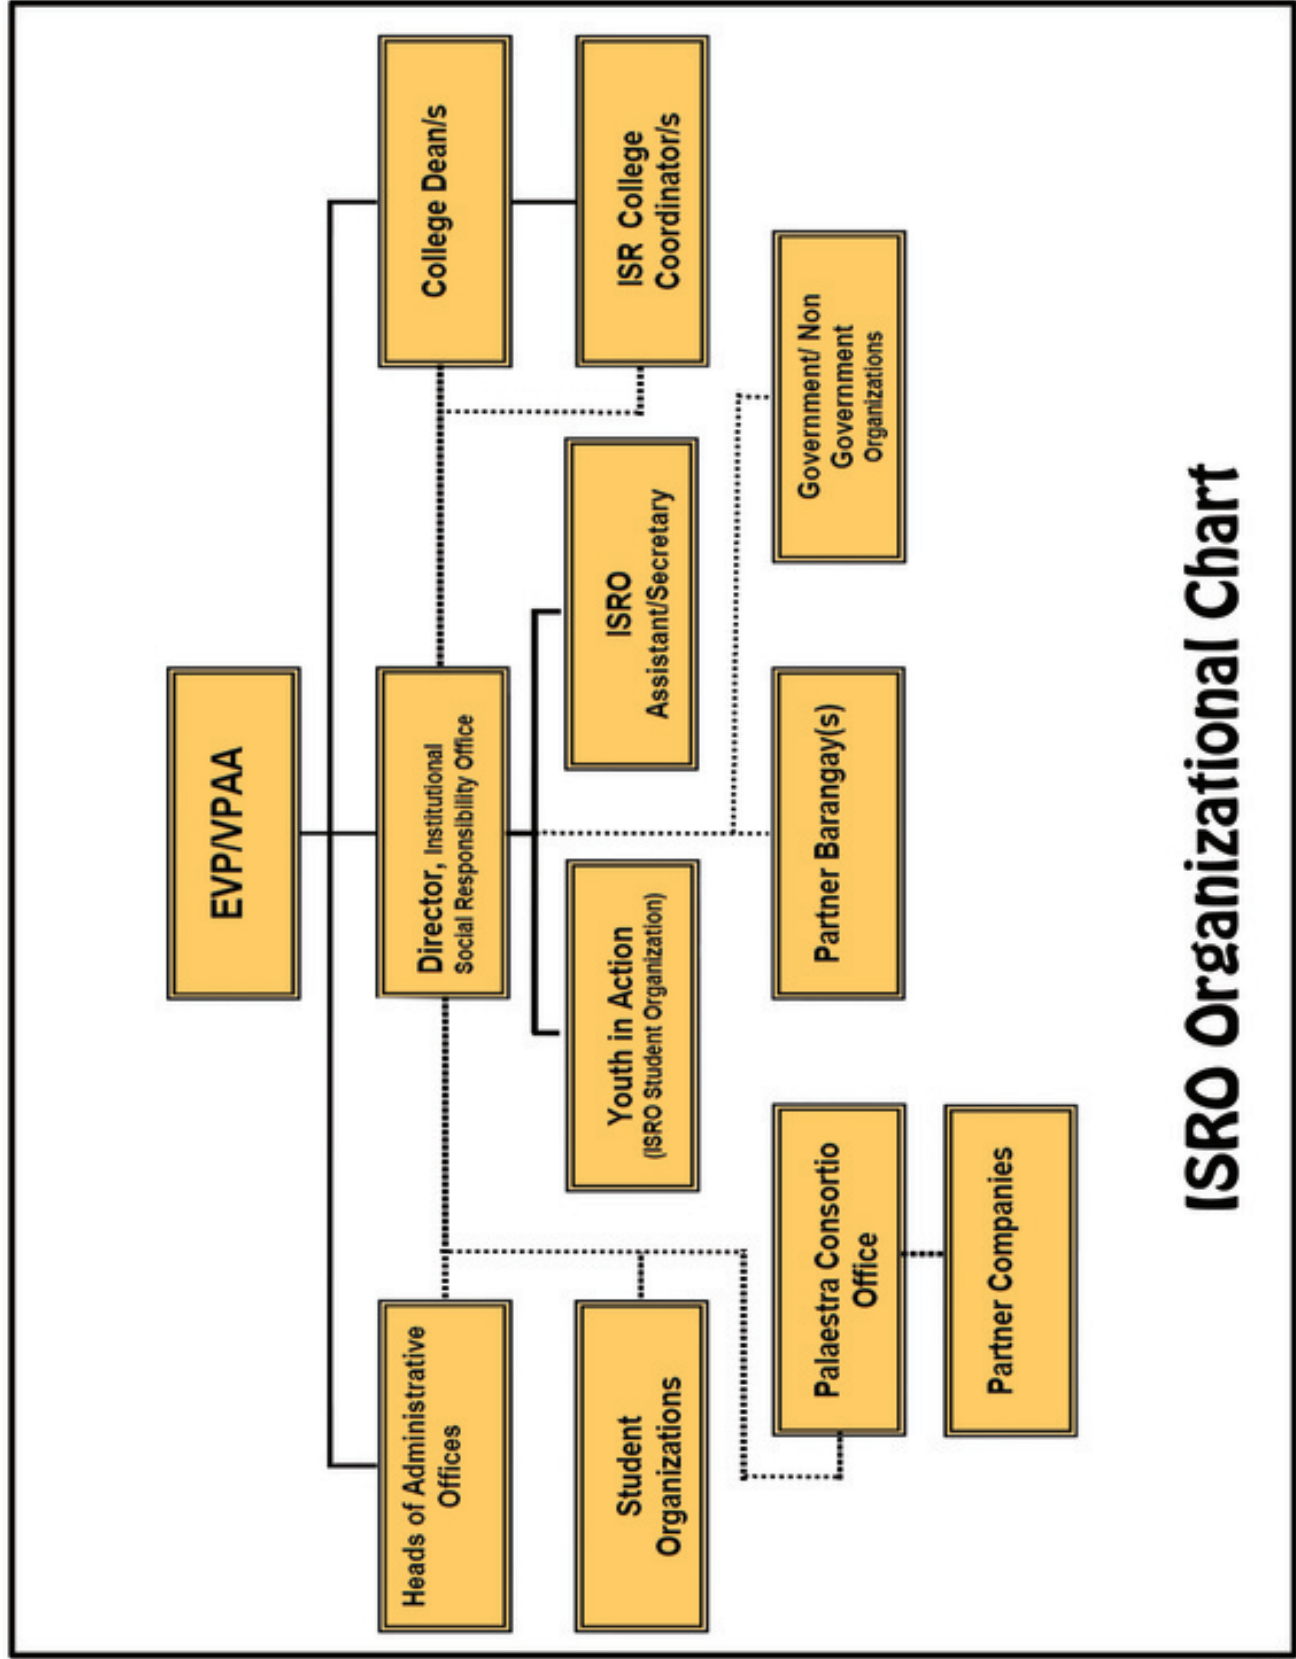 EVP/VPAA
Heads of Administrative
Offices
Director, Institutional
Social Responsibility Office
College Dean/s
Student
Organizations
Youth in Action
(ISRO Student Organization)
ISRO
Assistant/Secretary
ISR College
Coordinator/s
Palaestra Consortio
Office
Partner Barangay(s)
Government/ Non
Government
Organizations
Partner Companies
ISRO Organizational Chart